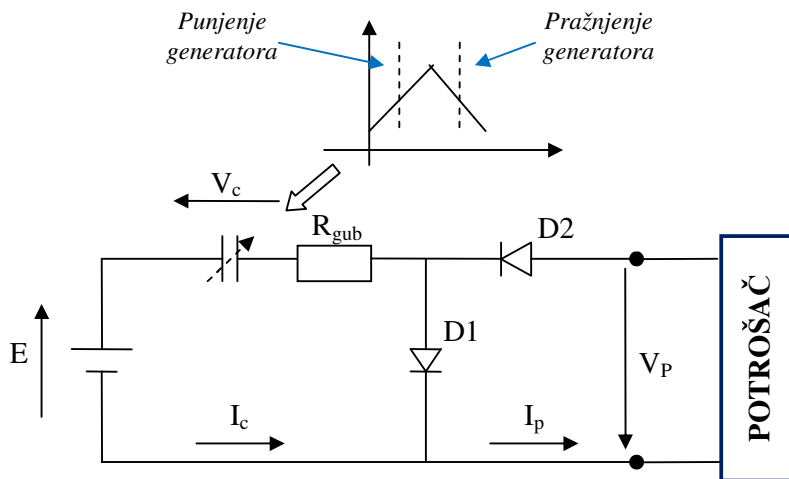 Punjenje
generatora
Pražnjenje
generatora
Vc
Rgub
D2
E
D1
VP
POTROŠAČ
Ic
Ip